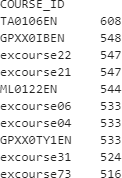 COURSE_ID
TA0106EN 608
GPXX0IBEN 548
excourse22 547
excourse21 547
ML0122EN 544
excourse06 533
excourse04 533
GPXX0TY1EN 533
excourse31 524
excourse73 516